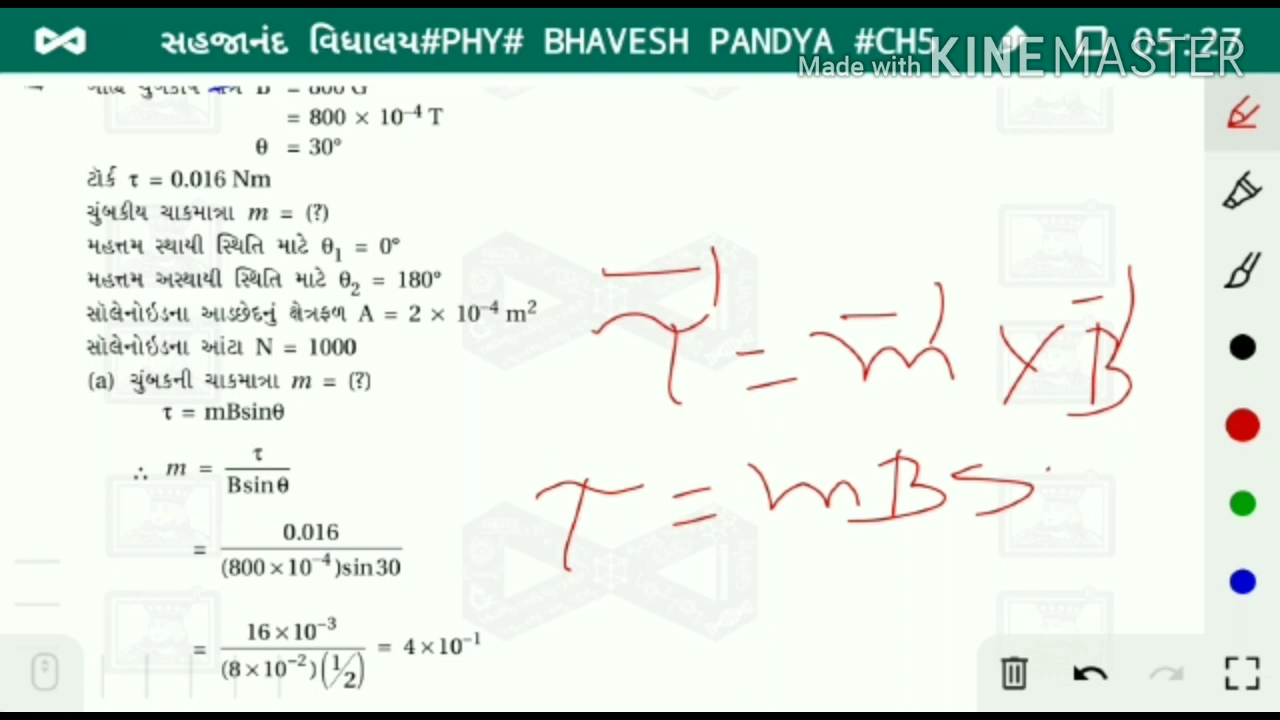 સહજાનંદ વિધાલય#PHY# BHAVESH PANDYA #CH5 05:27
Made with KINEMASTER
B = 800 G
= 800 × 10⁻⁴ T
θ = 30°
ટૉર્ક τ = 0.016 Nm
ચુંબકીય ચાકમાત્રા m = (?)
મહત્તમ સ્થાયી સ્થિતિ માટે θ₁ = 0°
મહત્તમ અસ્થાયી સ્થિતિ માટે θ₂ = 180°
સૉલેનોઇડના આડછેદનું ક્ષેત્રફળ A = 2 × 10⁻⁴ m²
સૉલેનોઇડના આંટા N = 1000
(a) ચુંબકની ચાકમાત્રા m = (?)
τ = mBsinθ
∴ m = τ / Bsinθ
= 0.016 / (800×10⁻⁴)sin30
= 16×10⁻³ / (8×10⁻²)(1/2) = 4×10⁻¹
τ⃗ = m⃗ × B⃗
τ = mBs